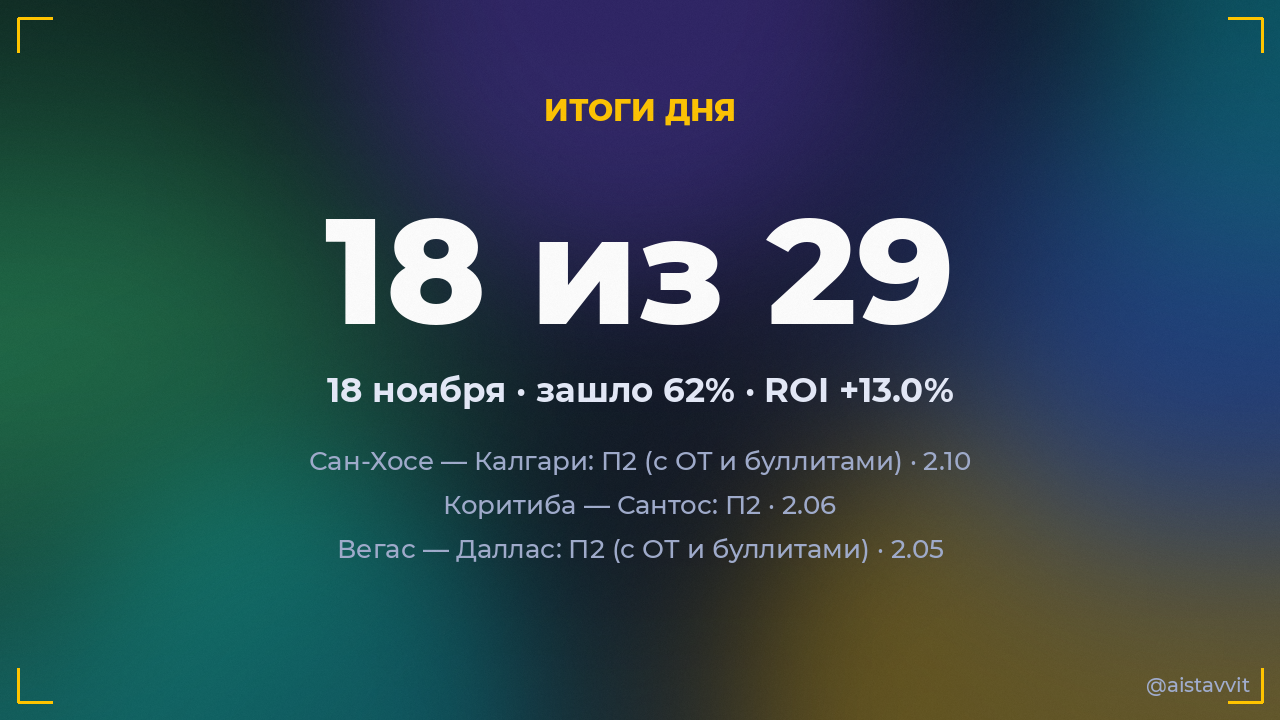 ИТОГИ ДНЯ
18 из 29
18 ноября · зашло 62% · ROI +13.0%
Сан-Хосе — Калгари: П2 (с ОТ и буллитами) · 2.10
Коритиба — Сантос: П2 · 2.06
Вегас — Даллас: П2 (с ОТ и буллитами) · 2.05
@aistavvit